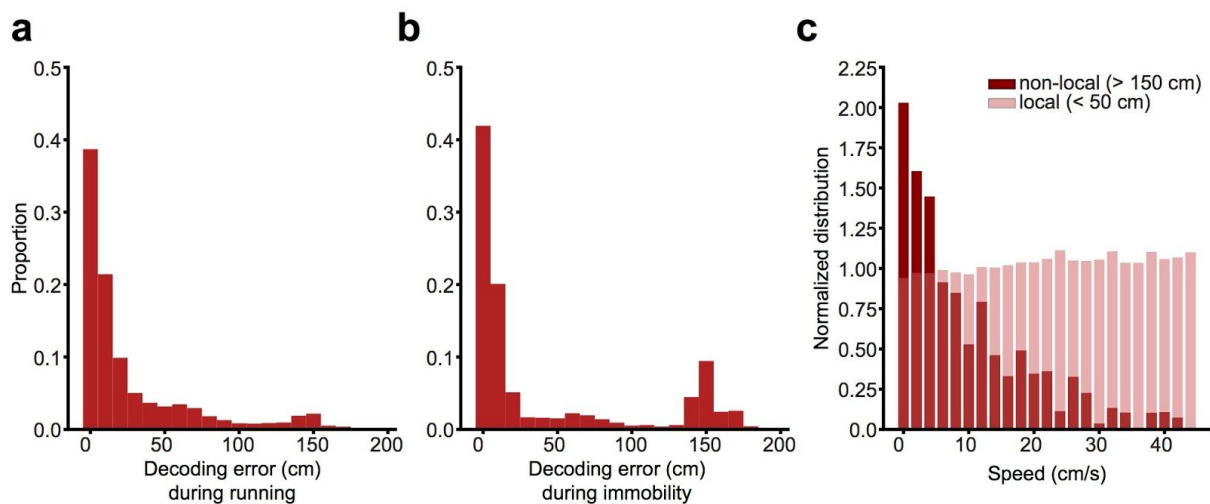 a
0.5
0.4
0.3
0.2
0.1
0.0
Proportion
0 50 100 150 200
Decoding error (cm)
during running
b
0.5
0.4
0.3
0.2
0.1
0.0
0 50 100 150 200
Decoding error (cm)
during immobility
c
2.25
2.00
1.75
1.50
1.25
1.00
0.75
0.50
0.25
0.00
Normalized distribution
non-local (> 150 cm)
local (< 50 cm)
0 10 20 30 40
Speed (cm/s)